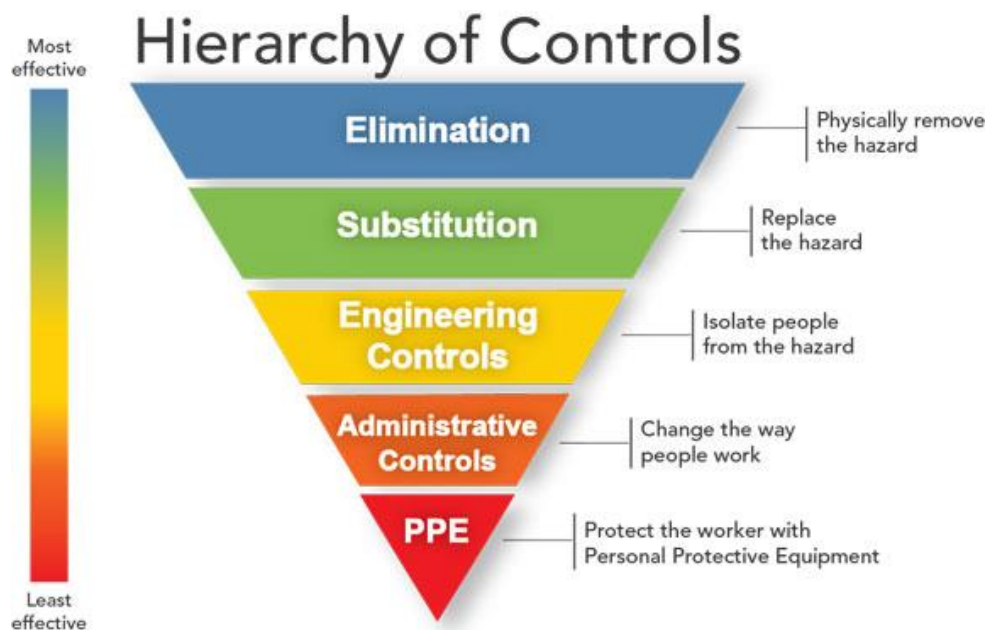 Hierarchy of Controls
Most
effective
Elimination
Physically remove
the hazard
Substitution
Replace
the hazard
Engineering
Controls
Isolate people
from the hazard
Administrative
Controls
Change the way
people work
PPE
Protect the worker with
Personal Protective Equipment
Least
effective